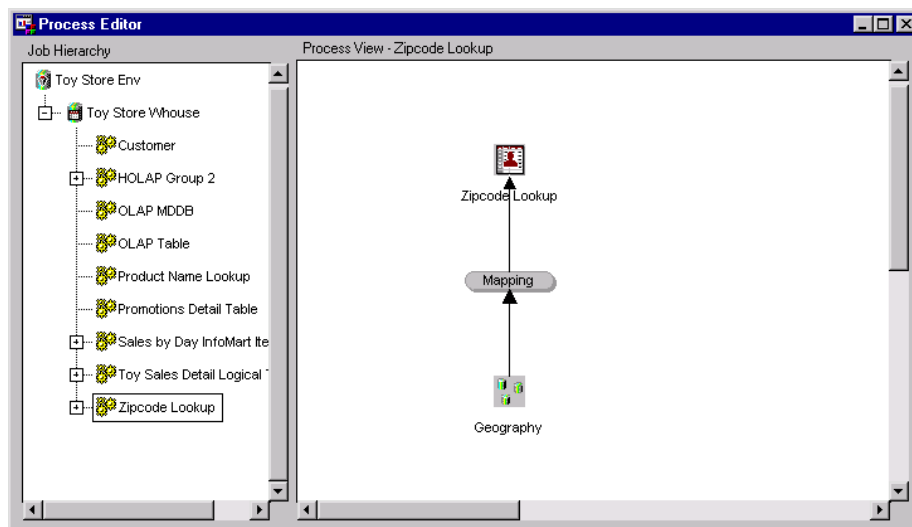 Process Editor
Job Hierarchy
Toy Store Env
Toy Store Whouse
Customer
HOLAP Group 2
OLAP MDDB
OLAP Table
Product Name Lookup
Promotions Detail Table
Sales by Day InfoMart Ite
Toy Sales Detail Logical
Zipcode Lookup
Process View - Zipcode Lookup
Zipcode Lookup
Mapping
Geography